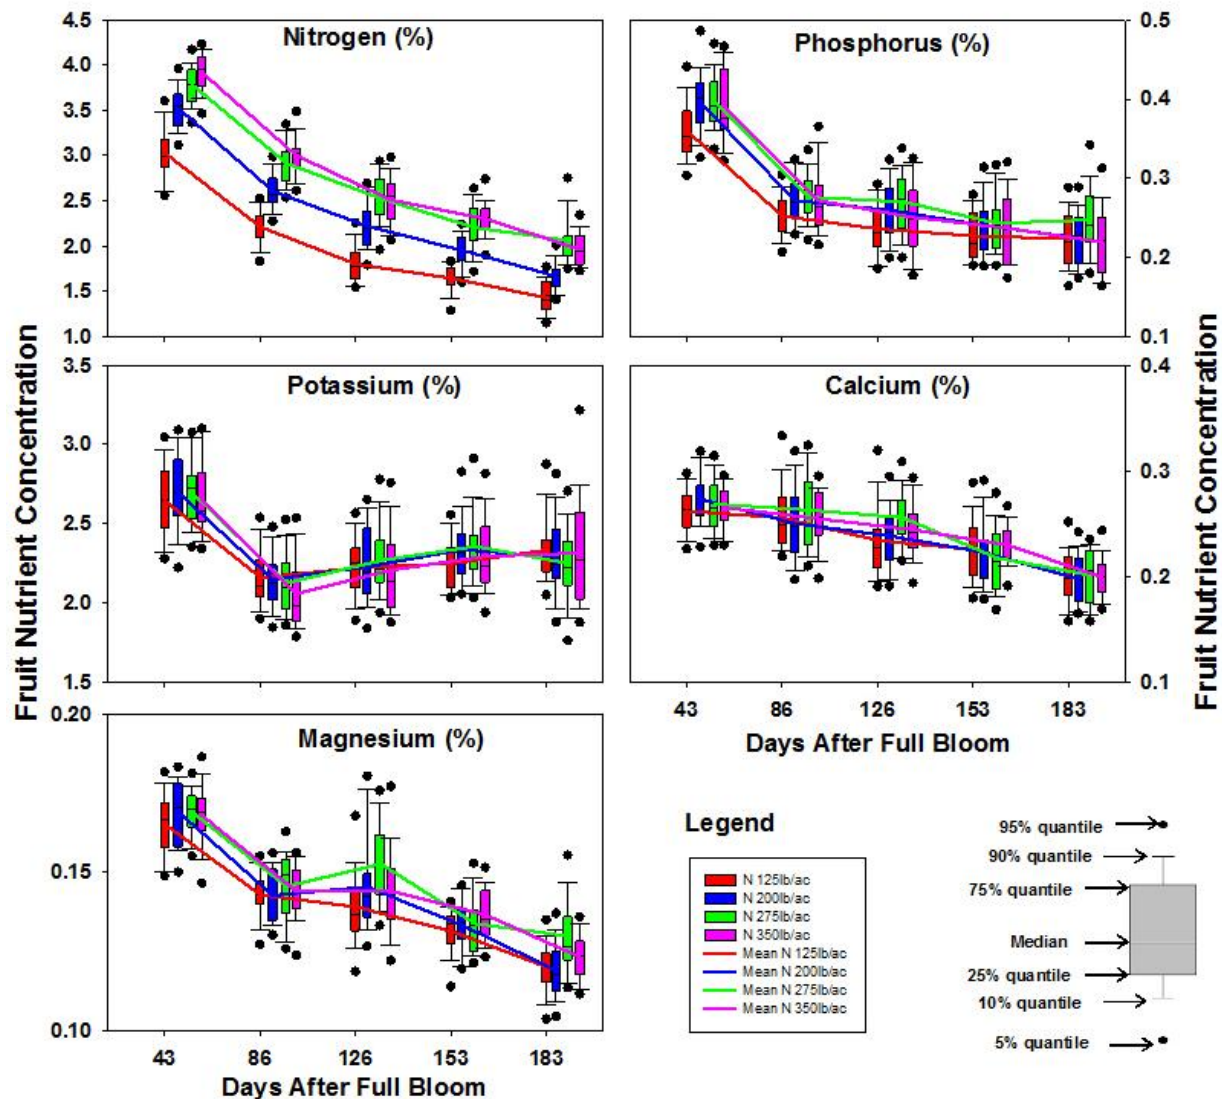 Nitrogen (%)
4.5
4.0
3.5
3.0
2.5
2.0
1.5
1.0
Phosphorus (%)
0.5
0.4
0.3
0.2
0.1
Potassium (%)
3.5
3.0
2.5
2.0
1.5
Calcium (%)
0.4
0.3
0.2
0.1
43 86 126 153 183
Days After Full Bloom
Magnesium (%)
0.20
0.15
0.10
43 86 126 153 183
Days After Full Bloom
Fruit Nutrient Concentration
Fruit Nutrient Concentration
Legend
N 125lb/ac
N 200lb/ac
N 275lb/ac
N 350lb/ac
Mean N 125lb/ac
Mean N 200lb/ac
Mean N 275lb/ac
Mean N 350lb/ac
95% quantile
90% quantile
75% quantile
Median
25% quantile
10% quantile
5% quantile